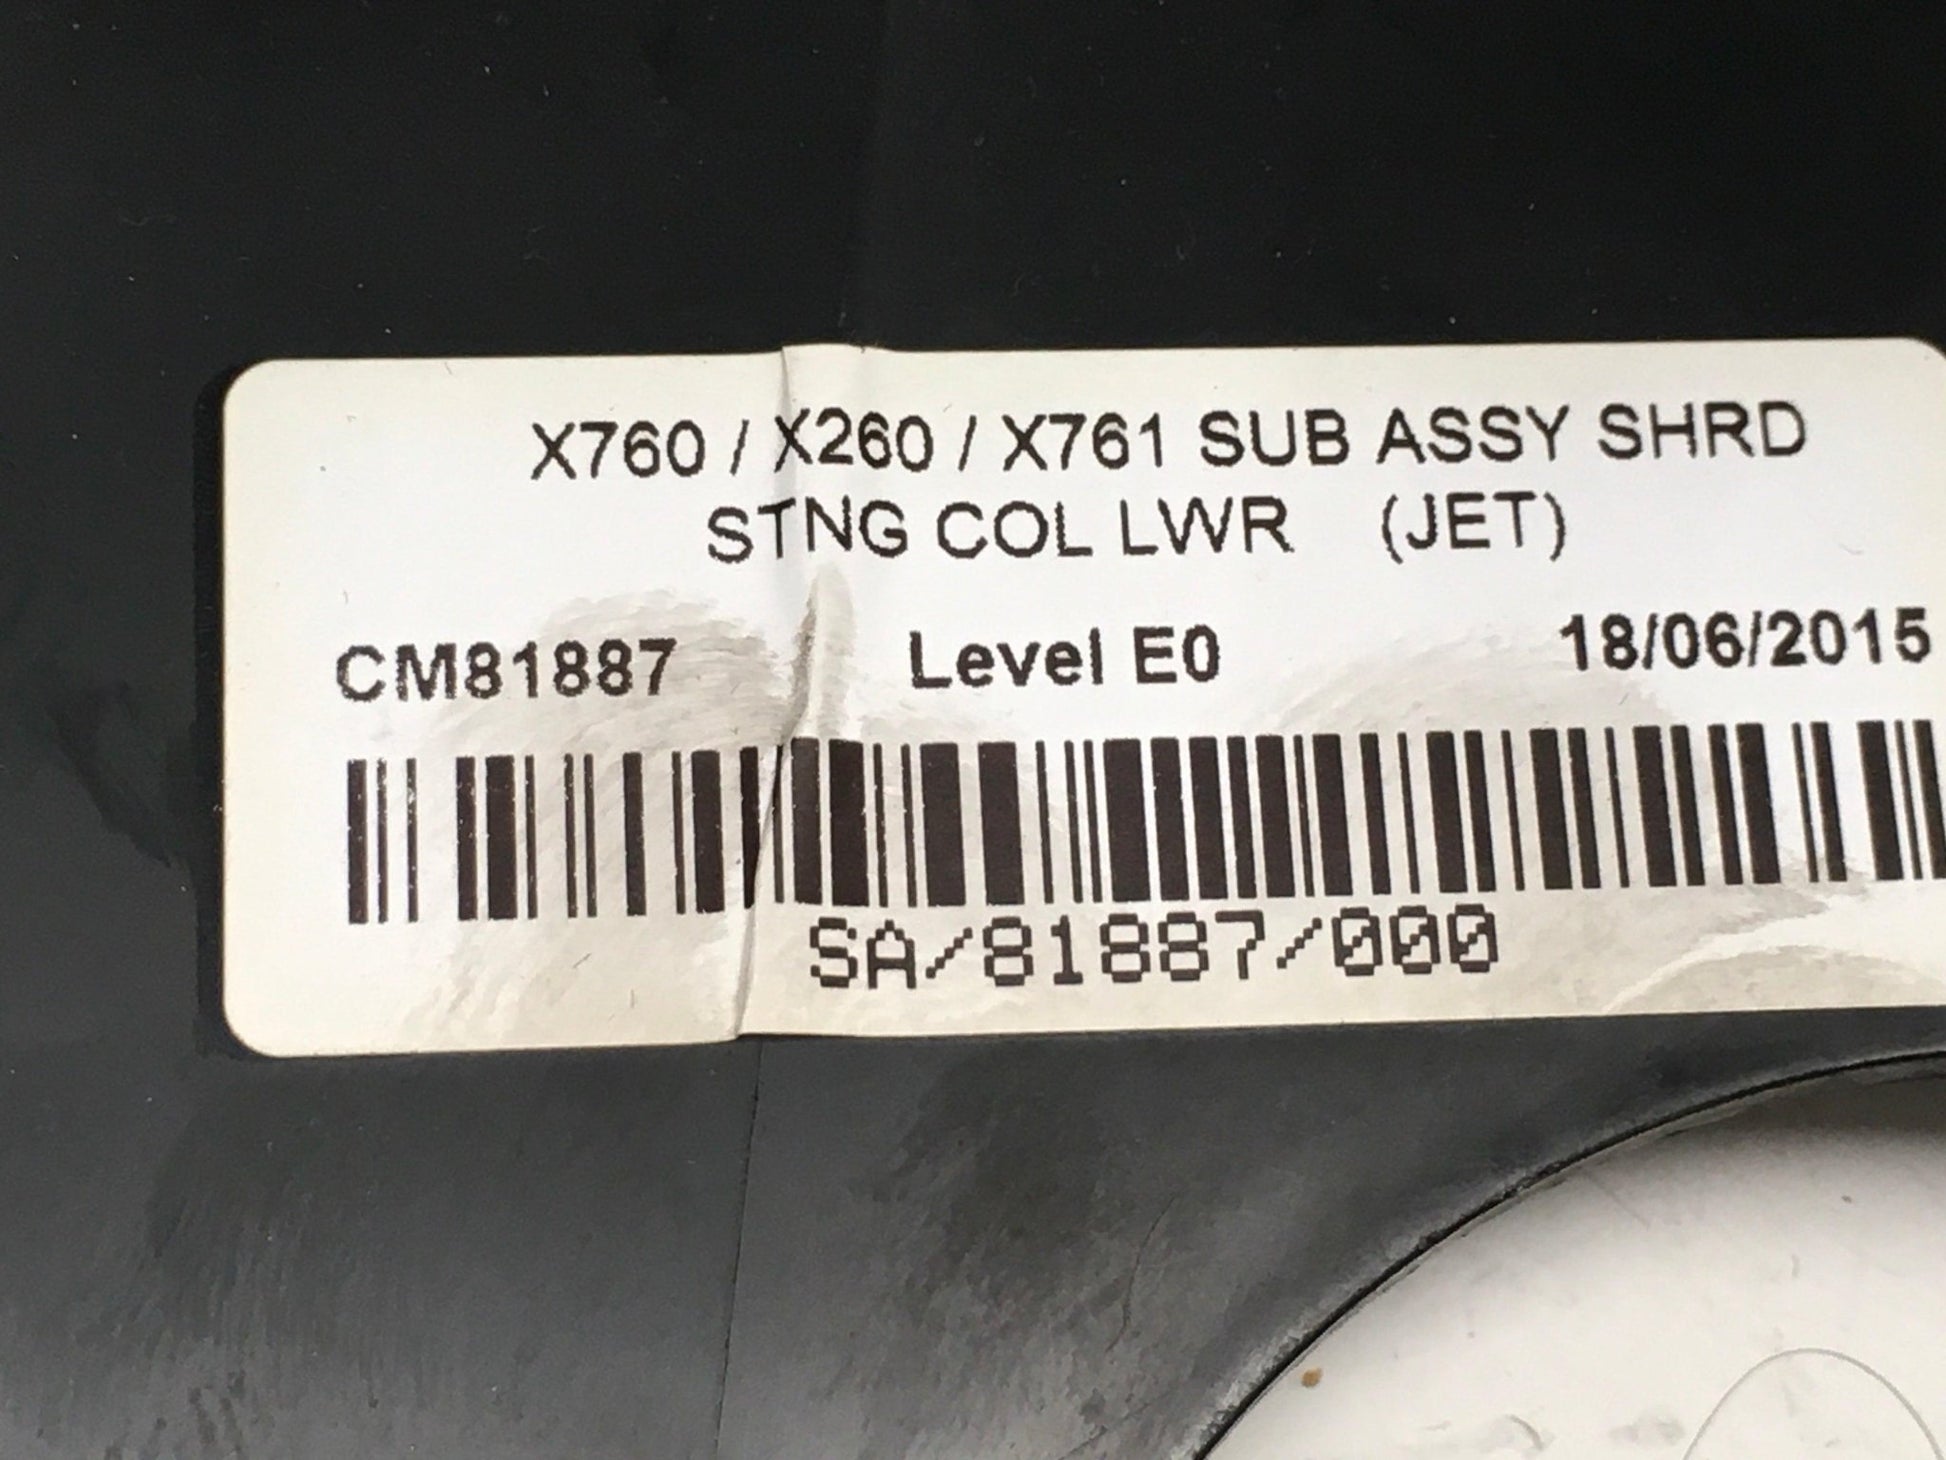 X760 / X260 / X761 SUB ASSY SHRD
STNG COL LWR (JET)
CM81887 Level E0 18/06/2015
SA/81887/000